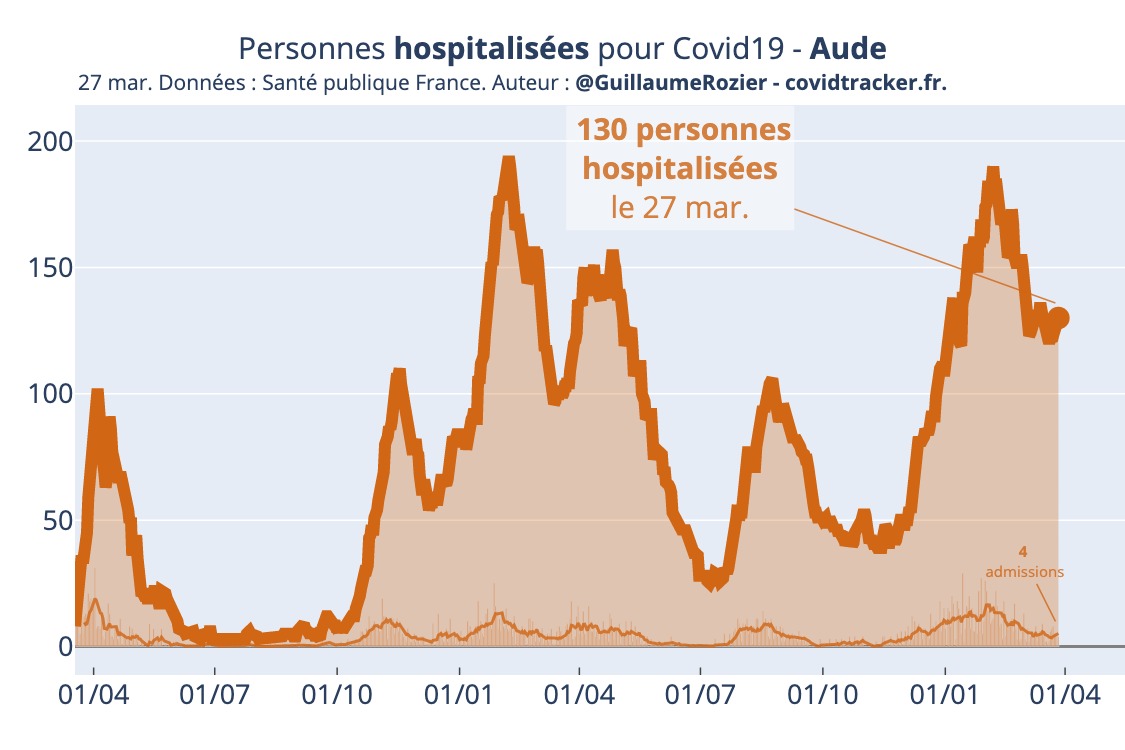 Personnes hospitalisées pour Covid19 - Aude
27 mar. Données : Santé publique France. Auteur : @GuillaumeRozier - covidtracker.fr.
130 personnes
hospitalisées
le 27 mar.
200
150
100
50
0
4
admissions
01/04 01/07 01/10 01/01 01/04 01/07 01/10 01/01 01/04